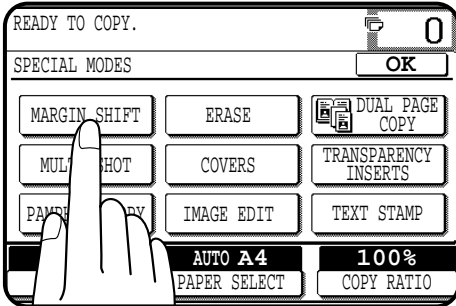 READY TO COPY.
0
SPECIAL MODES
OK
MARGIN SHIFT
ERASE
DUAL PAGE
COPY
COVERS
TRANSPARENCY
INSERTS
IMAGE EDIT
TEXT STAMP
AUTO A4
100%
PAPER SELECT
COPY RATIO